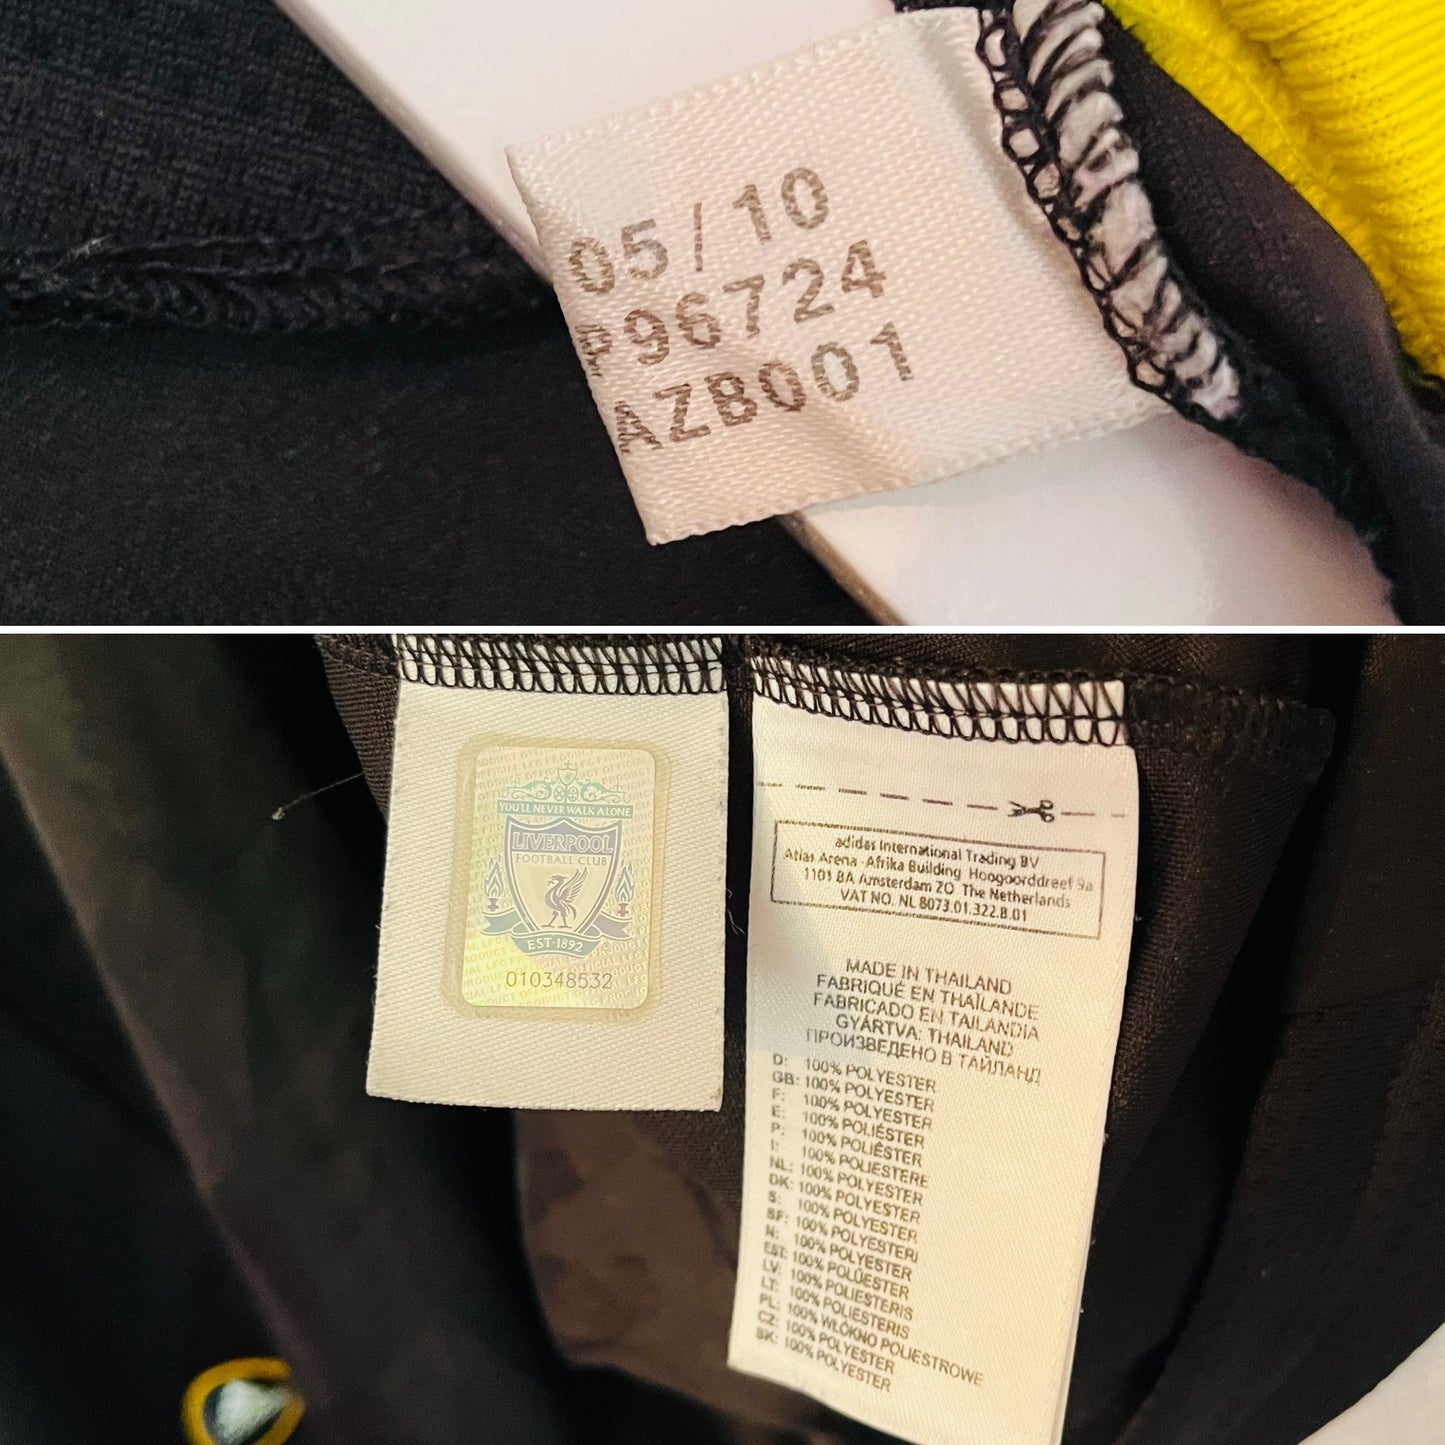 05/10
P96724
AZB001
YOU'LL NEVER WALK ALONE
LIVERPOOL
FOOTBALL CLUB
EST·1892
010348532
adidas International Trading BV
Atlas Arena - Afrika Building Hoogoorddreef 9a
1101 BA Amsterdam ZO The Netherlands
VAT NO. NL 8073.01.322.B.01
MADE IN THAILAND
FABRIQUÉ EN THAÏLANDE
FABRICADO EN TAILANDIA
GYÁRTVA: THAILAND
ПРОИЗВЕДЕНО В ТАЙЛАНД
D: 100% POLYESTER
GB: 100% POLYESTER
F: 100% POLYESTER
E: 100% POLIÉSTER
P: 100% POLIÉSTER
I: 100% POLIESTERE
NL: 100% POLYESTER
DK: 100% POLYESTER
S: 100% POLYESTER
SF: 100% POLYESTERI
N: 100% POLYESTER
EST: 100% POLÜESTER
LV: 100% POLIESTERIS
LT: 100% POLIESTERIS
PL: 100% WŁÓKNO POLIESTROWE
CZ: 100% POLYESTER
SK: 100% POLYESTER